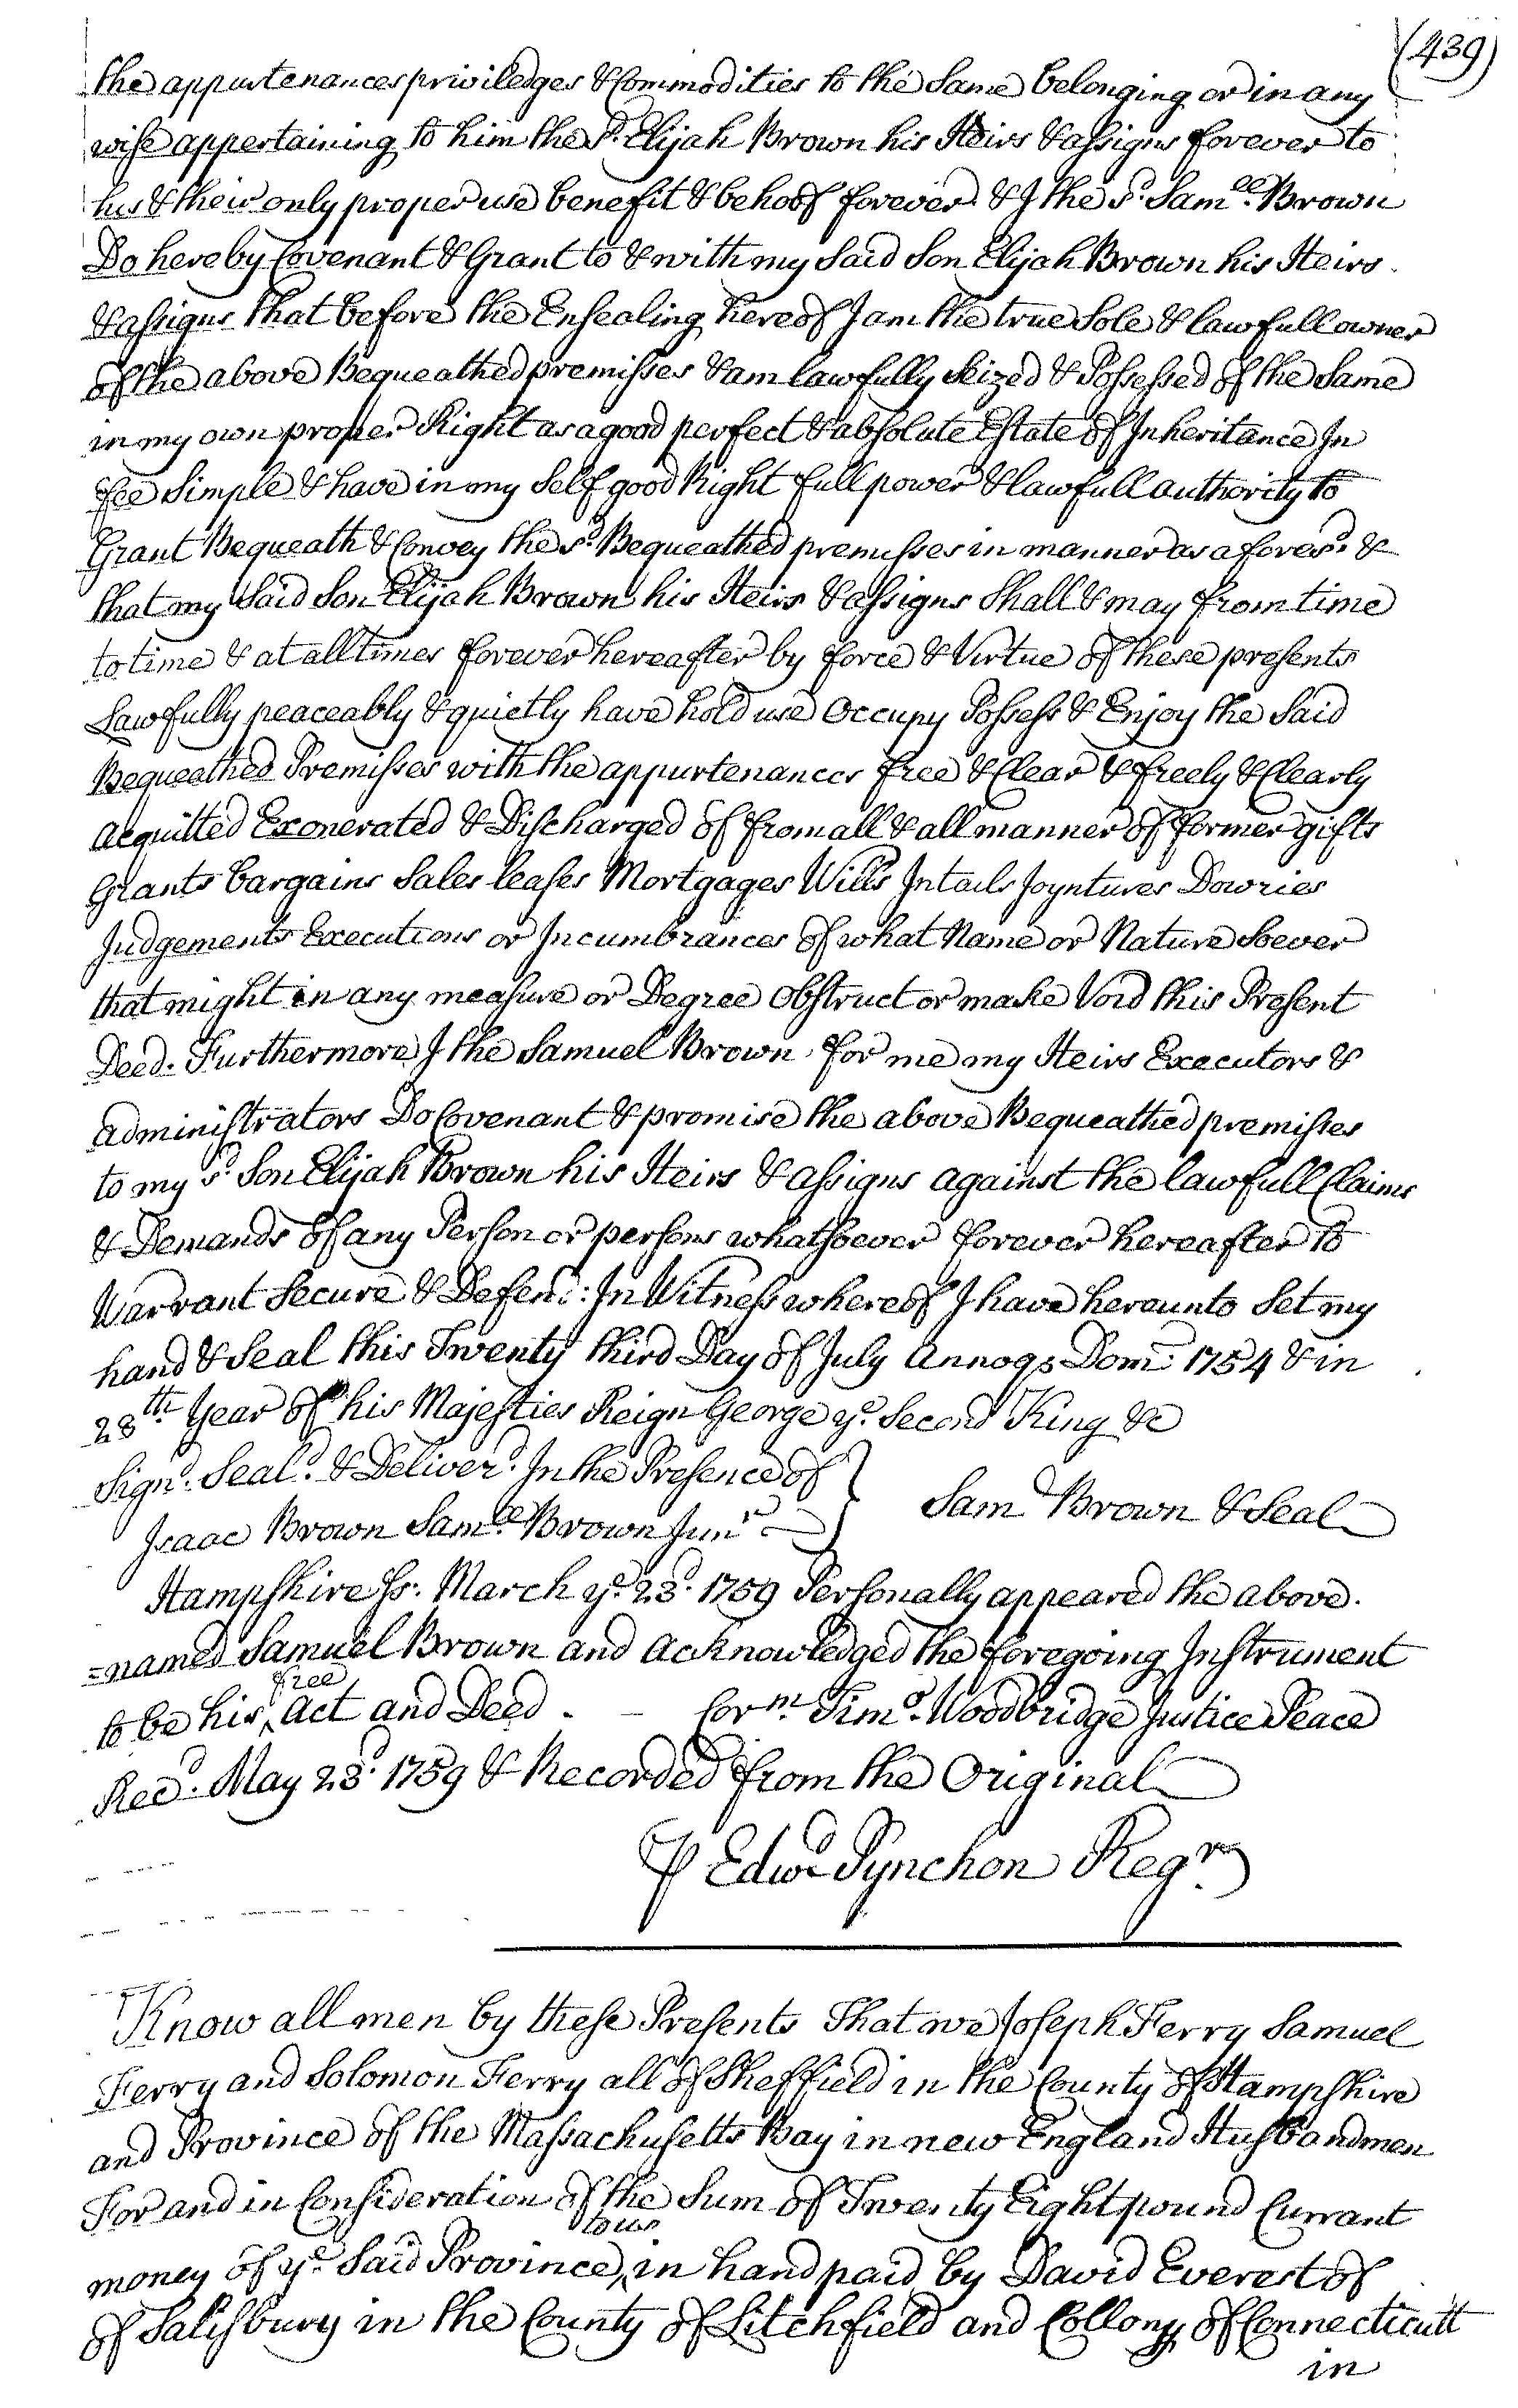 (439)
the appurtenances priviledges & Commodities to the Same belonging or in any
wise appertaining to him the sd. Elijah Brown his Heirs & assigns forever to
his & their only proper use benefit & behoof forever. & I the sd. Samll. Brown
Do hereby Covenant & Grant to & with my Said Son Elijah Brown his Heirs
& assigns that before the Ensealing hereof I am the true Sole & lawfull owner
of the above Bequeathed premisses & am lawfully Seized & Possessed of the Same
in my own proper Right as a good perfect & absolute Estate of Inheritance In
fee Simple & have in my Self good Right full power & lawfull authority to
Grant Bequeath & Convey the sd. Bequeathed premisses in manner as aforesd. &
that my Said Son Elijah Brown his Heirs & assigns Shall & may from time
to time & at all times forever hereafter by force & Virtue of these presents
Lawfully peaceably & quietly have hold use Occupy Possess & Enjoy the Said
Bequeathed Premisses with the appurtenances free & Clear & freely & Clearly
acquitted Exonerated & Discharged of from all & all manner of former gifts
Grants bargains Sales leases Mortgages Wills Intails Joyntures Dowries
Judgements Executions or Incumbrances of what Name or Nature Soever
that might in any measure or Degree Obstruct or make Void this Present
Deed. Furthermore I the Samuel Brown for me my Heirs Executors &
administrators Do Covenant & promise the above Bequeathed premisses
to my sd. Son Elijah Brown his Heirs & assigns against the lawfull Claims
& Demands of any Person or persons whatsoever forever hereafter to
Warrant Secure & Defend: In Witness whereof I have hereunto Set my
hand & Seal this Twenty third Day of July Annoqs Dom: 1754 & in
28th. Year of his Majesties Reign George ye. Second King &c
Signd. Seald. & Deliverd. In the Presence of } Sam Brown & Seal
Isaac Brown Samll Brown Junr
Hampshire Ss. March ye. 23d. 1759 Personally appeared the above.
=named Samuel Brown and acknowledged the foregoing Instrument
to be his free act and Deed. - Corm. Timo. Woodbridge Justice Peace
Recd. May 23d. 1759 & Recorded from the Original
P Edwd Pynchon Regr.
Know all men by these Presents That we Joseph Ferry Samuel
Ferry and Solomon Ferry all of Sheffield in the County of Hampshire
and Province of the Massachusetts Bay in new England Husbandmen
For and in Consideration of the Sum of Twenty Eight pound Currant
money of ye. Said Province, to us in hand paid by David Everest of
of Salisbury in the County of Litchfield and Collony of Connecticutt
in